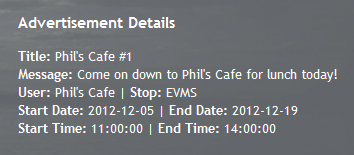 Advertisement Details
Title: Phil's Cafe #1
Message: Come on down to Phil's Cafe for lunch today!
User: Phil's Cafe | Stop: EVMS
Start Date: 2012-12-05 | End Date: 2012-12-19
Start Time: 11:00:00 | End Time: 14:00:00